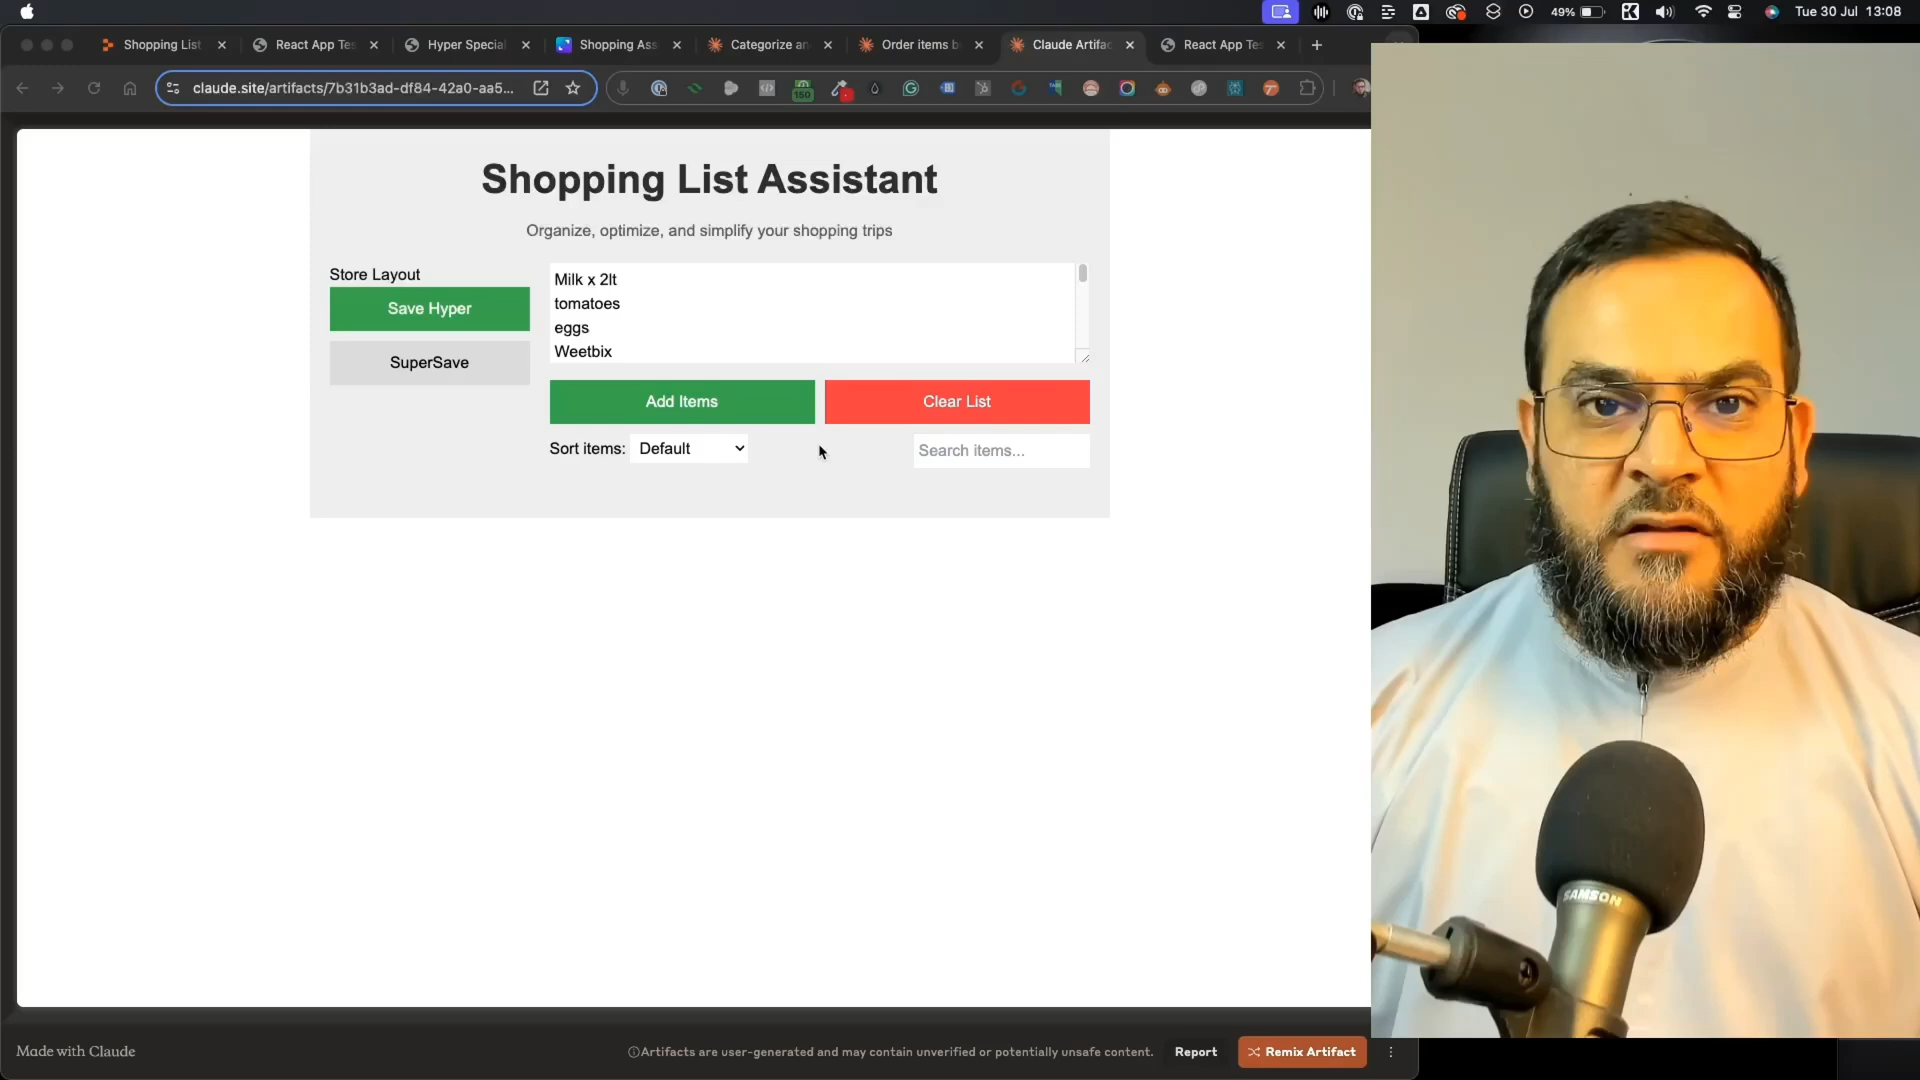 49%
Tue 30 Jul 13:08
Shopping List
React App Tes
Hyper Special
Shopping Ass
Categorize an
Order items b
Claude Artifac
React App Tes
claude.site/artifacts/7b31b3ad-df84-42a0-aa5...
150
Shopping List Assistant
Organize, optimize, and simplify your shopping trips
Store Layout
Save Hyper
SuperSave
Milk x 2lt
tomatoes
eggs
Weetbix
Add Items
Clear List
Sort items:
Default
Search items...
SAMSON
Made with Claude
Artifacts are user-generated and may contain unverified or potentially unsafe content.
Report
Remix Artifact